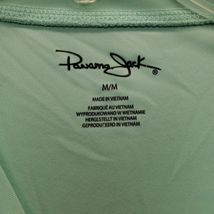 Panama Jack®
M/M
MADE IN VIETNAM
FABRIQUÉ AU VIETNAM
WYPRODUKOWANO W WIETNAMIE
HERGESTELLT IN VIETNAM
GEPRODUCEERD IN VIETNAM